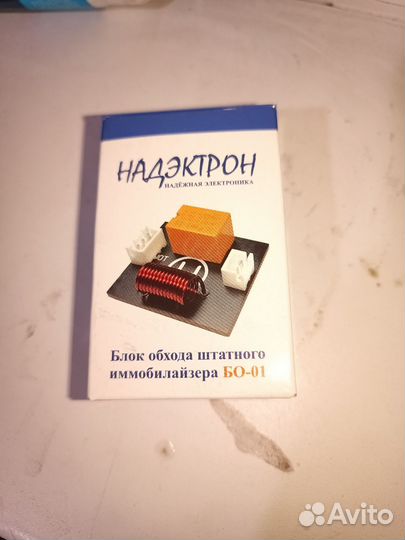 НАДЭКТРОН
НАДЁЖНАЯ ЭЛЕКТРОНИКА
Блок обхода штатного
иммобилайзера БО-01
Avito